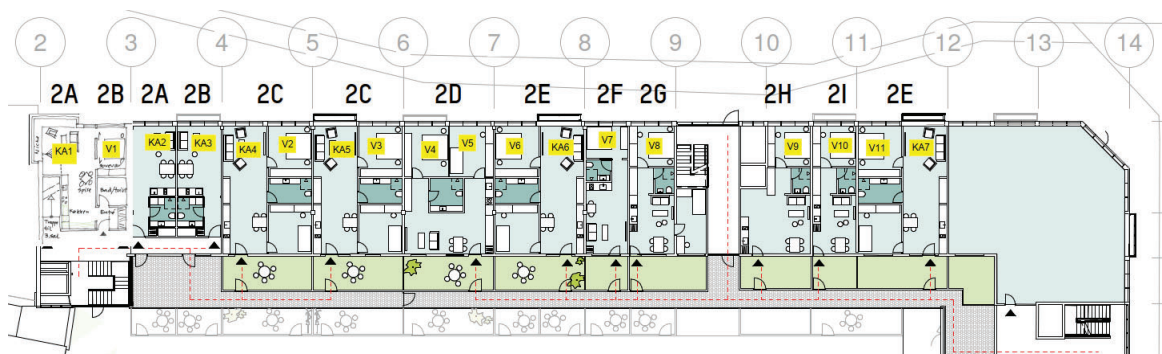 2 3 4 5 6 7 8 9 10 11 12 13 14
2A 2B 2A 2B 2C 2C 2D 2E 2F 2G 2H 2I 2E
KA1 V1 KA2 KA3 KA4 V2 KA5 V3 V4 V5 V6 KA6 V7 V8 V9 V10 V11 KA7